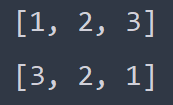 [1, 2, 3]
[3, 2, 1]